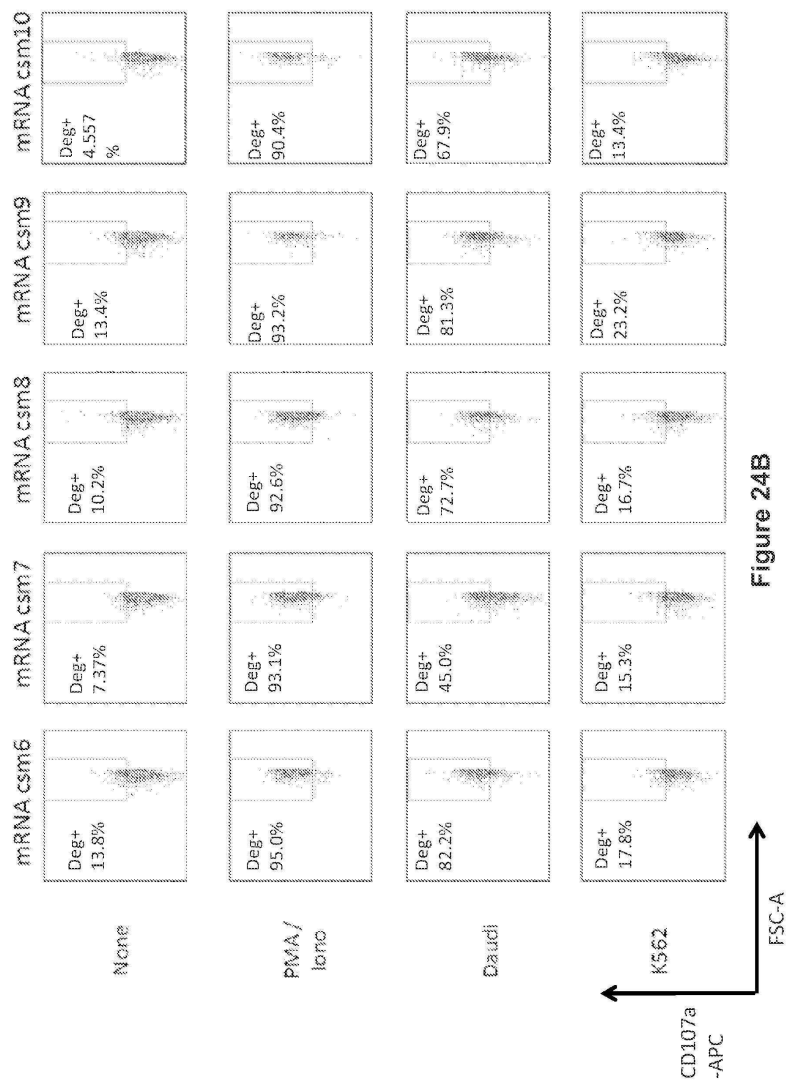 mRNA csm6 mRNA csm7 mRNA csm8 mRNA csm9 mRNA csm10
None
Deg+
13.8%
Deg+
7.37%
Deg+
10.2%
Deg+
13.4%
Deg+
4.557
%
PMA/
Iono
Deg+
95.0%
Deg+
93.1%
Deg+
92.6%
Deg+
93.2%
Deg+
90.4%
Daudi
Deg+
82.2%
Deg+
45.0%
Deg+
72.7%
Deg+
81.3%
Deg+
67.9%
K562
Deg+
17.8%
Deg+
15.3%
Deg+
16.7%
Deg+
23.2%
Deg+
13.4%
CD107a
-APC
FSC-A
Figure 24B